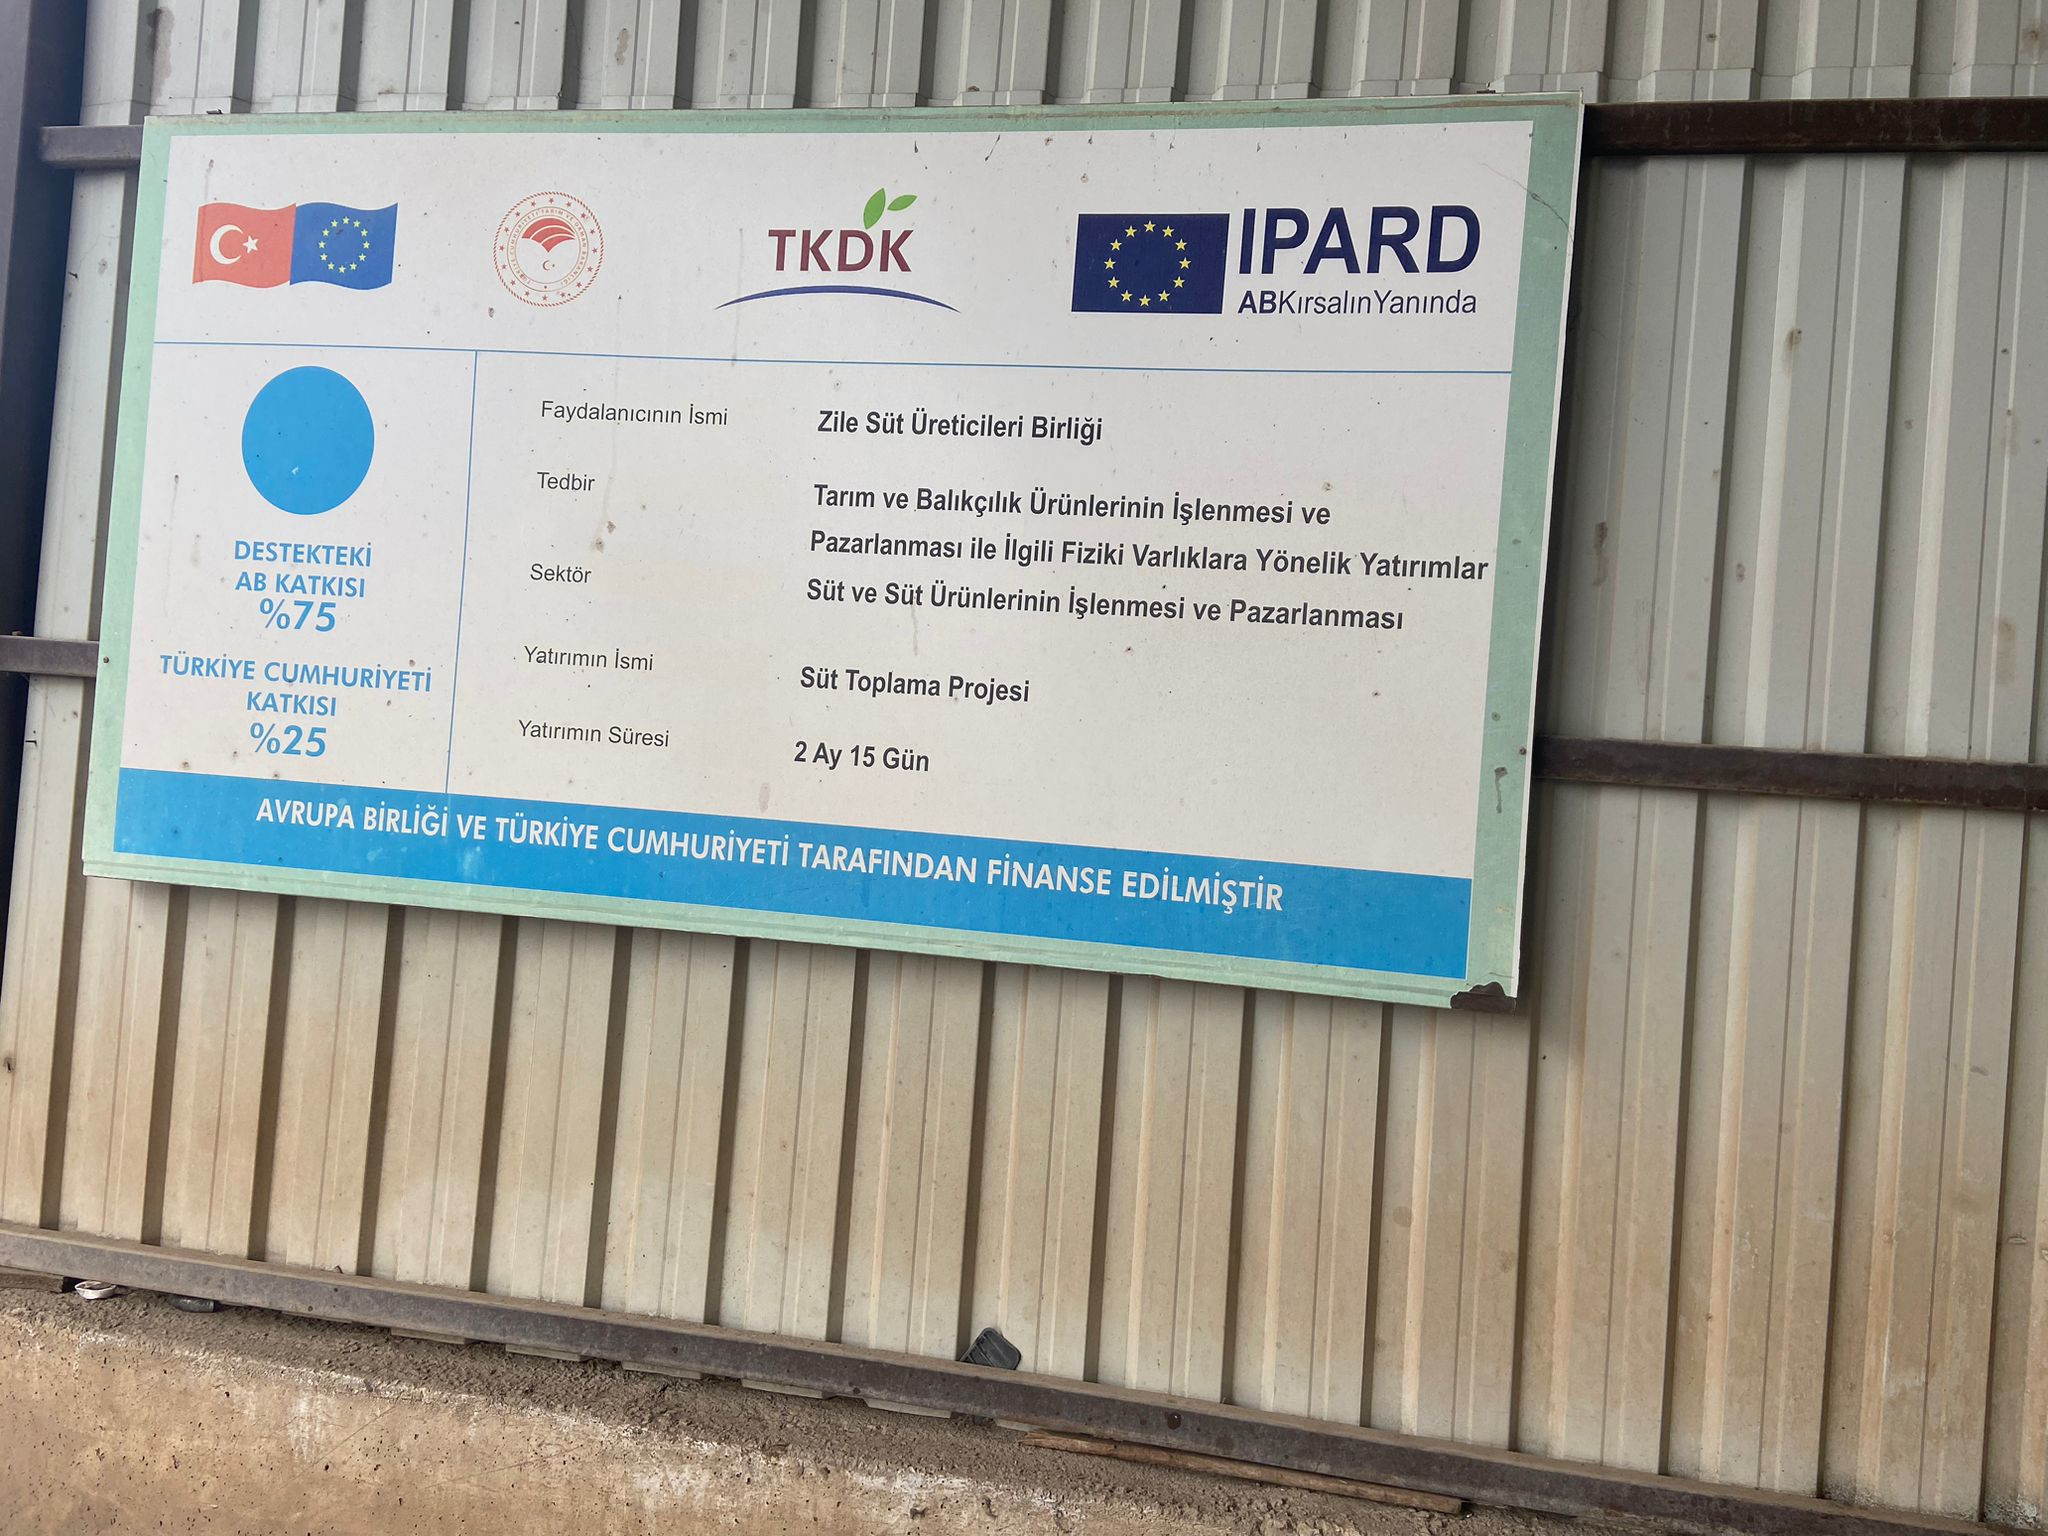 TKDK
IPARD
ABKırsalınYanında
DESTEKTEKİ
AB KATKISI
%75
TÜRKİYE CUMHURİYETİ
KATKISI
%25
Faydalanıcının İsmi
Zile Süt Üreticileri Birliği
Tedbir
Tarım ve Balıkçılık Ürünlerinin İşlenmesi ve
Pazarlanması ile İlgili Fiziki Varlıklara Yönelik Yatırımlar
Sektör
Süt ve Süt Ürünlerinin İşlenmesi ve Pazarlanması
Yatırımın İsmi
Süt Toplama Projesi
Yatırımın Süresi
2 Ay 15 Gün
AVRUPA BİRLİĞİ VE TÜRKİYE CUMHURİYETİ TARAFINDAN FİNANSE EDİLMİŞTİR